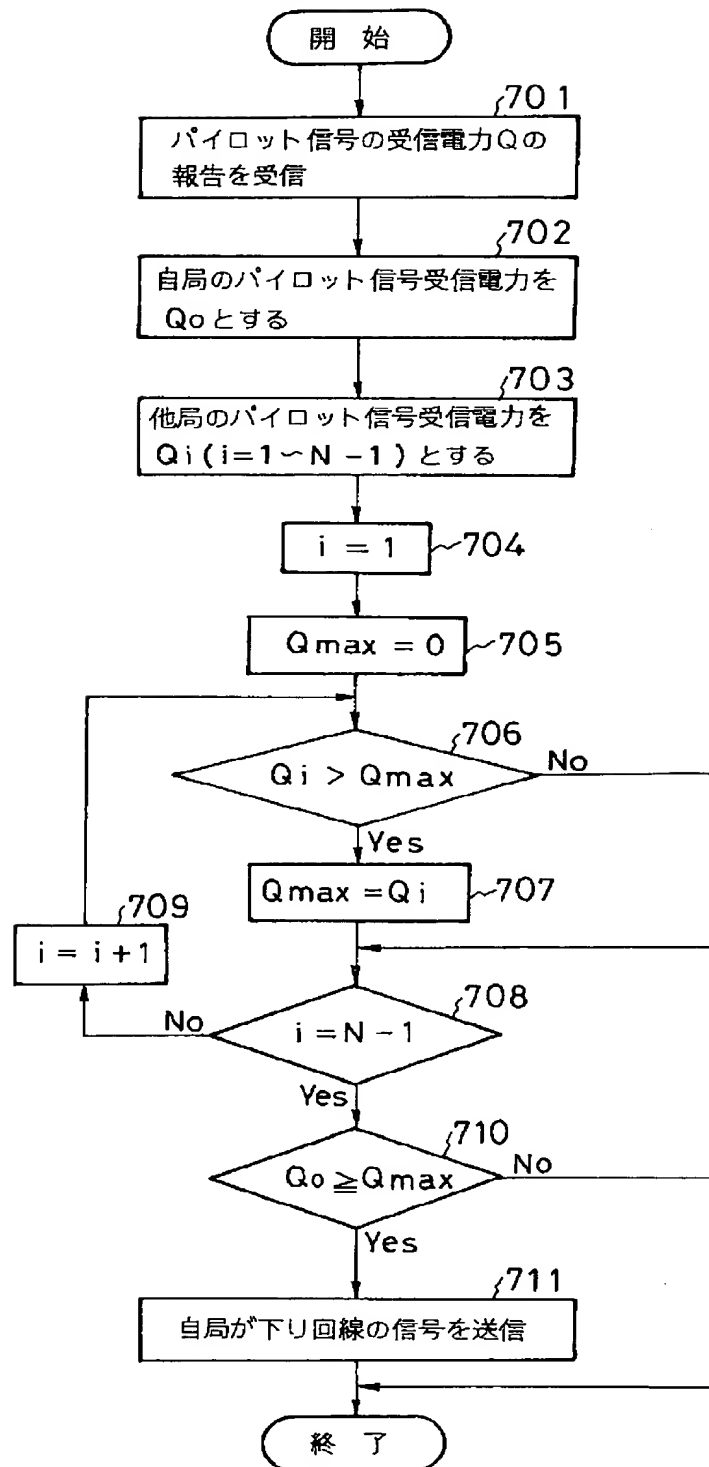 開 始
701
パイロット信号の受信電力Qの
報告を受信
702
自局のパイロット信号受信電力を
Qoとする
703
他局のパイロット信号受信電力を
Qi(i=1~N-1)とする
i = 1
704
Qmax = 0
705
706
Qi > Qmax
No
Yes
Qmax = Qi
707
709
i = i + 1
708
i = N - 1
No
Yes
710
Qo ≧ Qmax
No
Yes
711
自局が下り回線の信号を送信
終 了